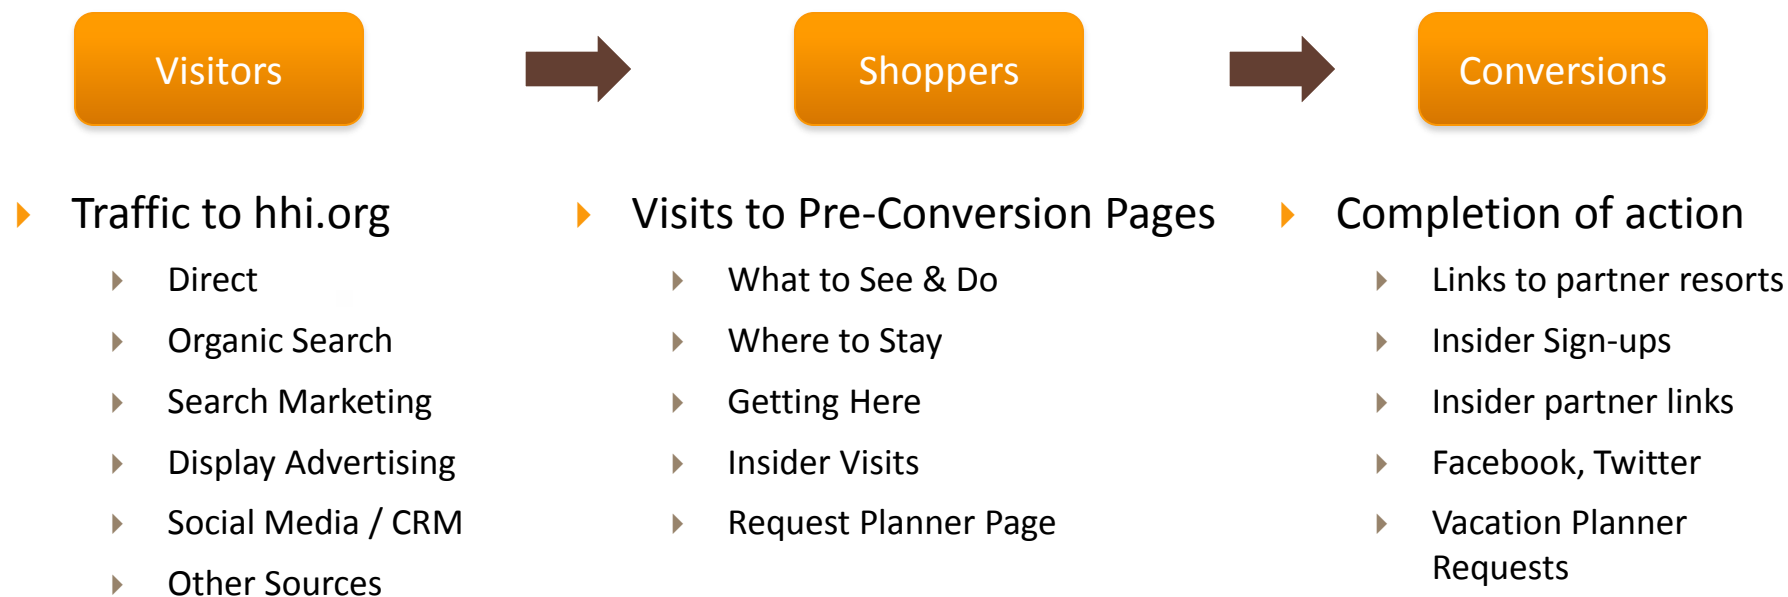 Visitors
Shoppers
Conversions
Traffic to hhi.org
Direct
Organic Search
Search Marketing
Display Advertising
Social Media / CRM
Other Sources
Visits to Pre-Conversion Pages
What to See & Do
Where to Stay
Getting Here
Insider Visits
Request Planner Page
Completion of action
Links to partner resorts
Insider Sign-ups
Insider partner links
Facebook, Twitter
Vacation Planner
Requests